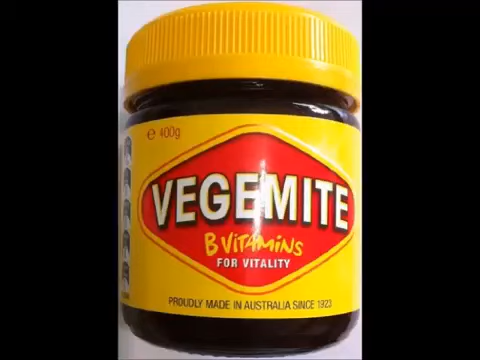 ℮ 400g
VEGEMITE
B VITAMINS
FOR VITALITY
PROUDLY MADE IN AUSTRALIA SINCE 1923